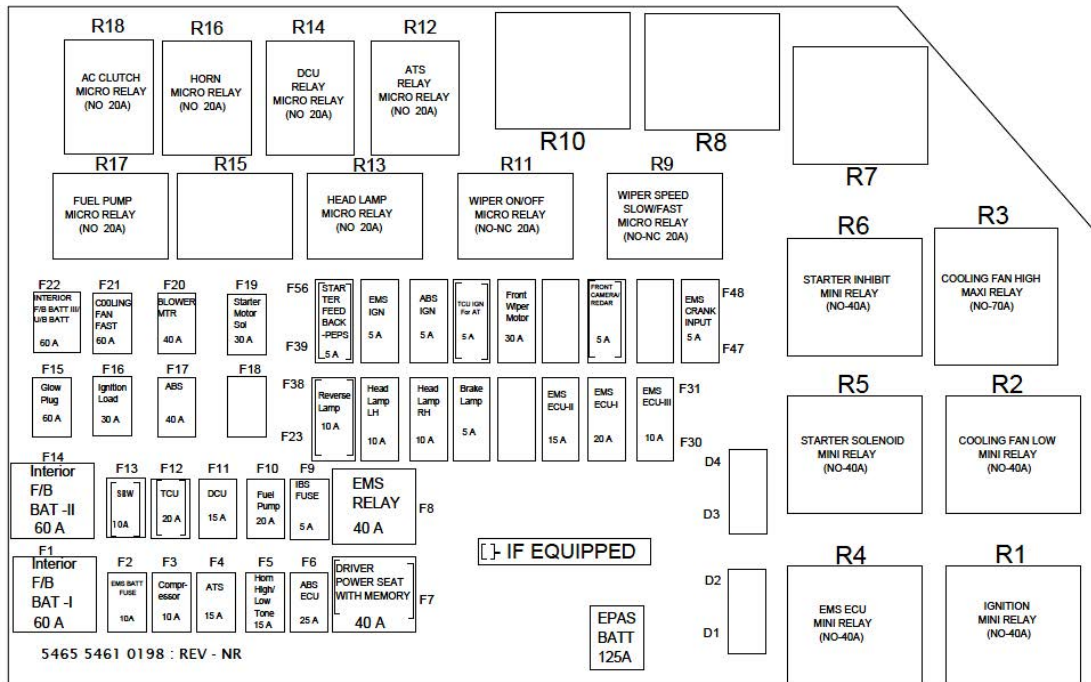 R18
R16
R14
R12
AC CLUTCH
MICRO RELAY
(NO 20A)
HORN
MICRO RELAY
(NO 20A)
DCU
RELAY
MICRO RELAY
(NO 20A)
ATS
RELAY
MICRO RELAY
(NO 20A)
R10
R8
R7
R17
R15
R13
R11
R9
FUEL PUMP
MICRO RELAY
(NO 20A)
HEAD LAMP
MICRO RELAY
(NO 20A)
WIPER ON/OFF
MICRO RELAY
(NO-NC 20A)
WIPER SPEED
SLOW/FAST
MICRO RELAY
(NO-NC 20A)
R6
R3
STARTER INHIBIT
MINI RELAY
(NO-40A)
COOLING FAN HIGH
MAXI RELAY
(NO-70A)
F22
F21
F20
F19
F56
F48
INTERIOR
F/B BATT III/
U/B BATT
60 A
COOLING
FAN
FAST
60 A
BLOWER
MTR
40 A
Starter
Motor
Sol
30 A
STAR
TER
FEED
BACK
-PEPS
5A
EMS
IGN
5 A
ABS
IGN
5 A
TCU IGN
For AT
5 A
Front
Wiper
Motor
30 A
FRONT
CAMERA/
REDAR
5 A
EMS
CRANK
INPUT
5 A
F39
F47
F15
F16
F17
F18
F38
F31
Glow
Plug
60 A
Ignition
Load
30 A
ABS
40 A
Reverse
Lamp
10 A
Head
Lamp
LH
10 A
Head
Lamp
RH
10 A
Brake
Lamp
5 A
EMS
ECU-II
15 A
EMS
ECU-I
20 A
EMS
ECU-III
10 A
F23
F30
R5
R2
STARTER SOLENOID
MINI RELAY
(NO-40A)
COOLING FAN LOW
MINI RELAY
(NO-40A)
F14
F13
F12
F11
F10
F9
Interior
F/B
BAT -II
60 A
SBW
10A
TCU
20 A
DCU
15 A
Fuel
Pump
20 A
IBS
FUSE
5 A
EMS
RELAY
40 A
F8
D4
D3
[ ]- IF EQUIPPED
F1
F2
F3
F4
F5
F6
Interior
F/B
BAT -I
60 A
EMS BATT
FUSE
10A
Compr-
essor
10 A
ATS
15 A
Horn
High/
Low
Tone
15 A
ABS
ECU
25 A
DRIVER
POWER SEAT
WITH MEMORY
40 A
F7
EPAS
BATT
125A
D2
D1
R4
R1
EMS ECU
MINI RELAY
(NO-40A)
IGNITION
MINI RELAY
(NO-40A)
5465 5461 0198 : REV - NR